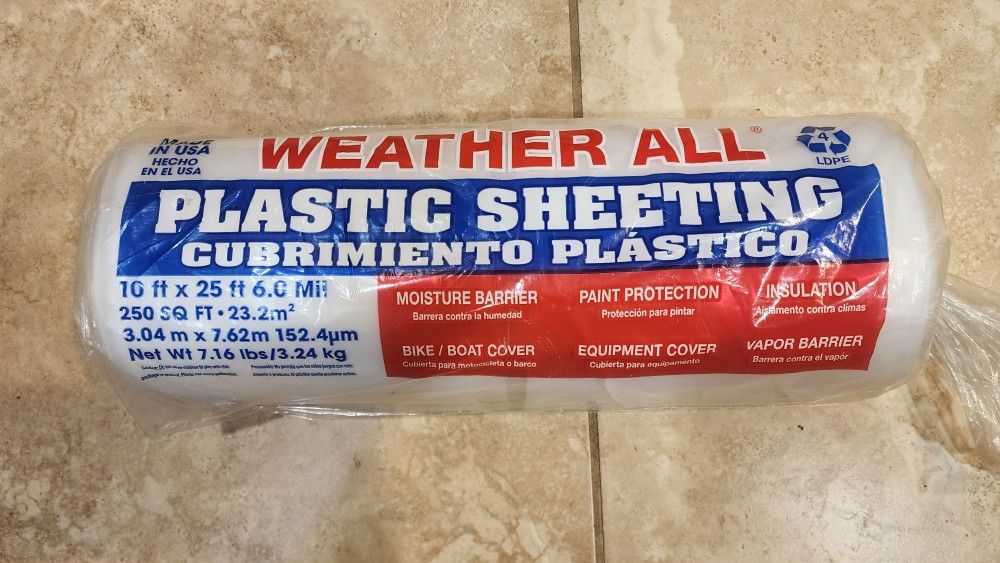 MADE
IN USA
HECHO
EN EL USA
WEATHER ALL®
4
LDPE
PLASTIC SHEETING
CUBRIMIENTO PLÁSTICO
10 ft x 25 ft 6.0 Mil
250 SQ FT • 23.2m²
3.04 m x 7.62m 152.4μm
Net Wt 7.16 lbs/3.24 kg
MOISTURE BARRIER
Barrera contra la humedad
PAINT PROTECTION
Protección para pintar
INSULATION
Aislamiento contra climas
BIKE / BOAT COVER
Cubierta para motocicleta o barco
EQUIPMENT COVER
Cubierta para equipamento
VAPOR BARRIER
Barrera contra el vapor